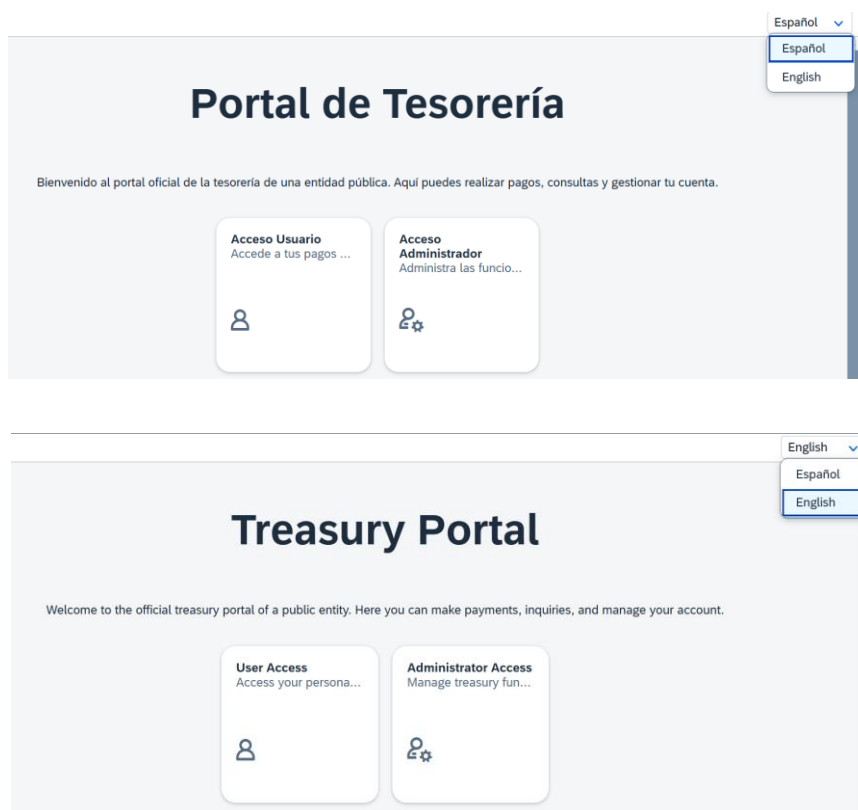 Español
Español
English
Portal de Tesorería
Bienvenido al portal oficial de la tesorería de una entidad pública. Aquí puedes realizar pagos, consultas y gestionar tu cuenta.
Acceso Usuario
Accede a tus pagos ...
Acceso
Administrador
Administra las funcio...
English
Español
English
Treasury Portal
Welcome to the official treasury portal of a public entity. Here you can make payments, inquiries, and manage your account.
User Access
Access your persona...
Administrator Access
Manage treasury fun...